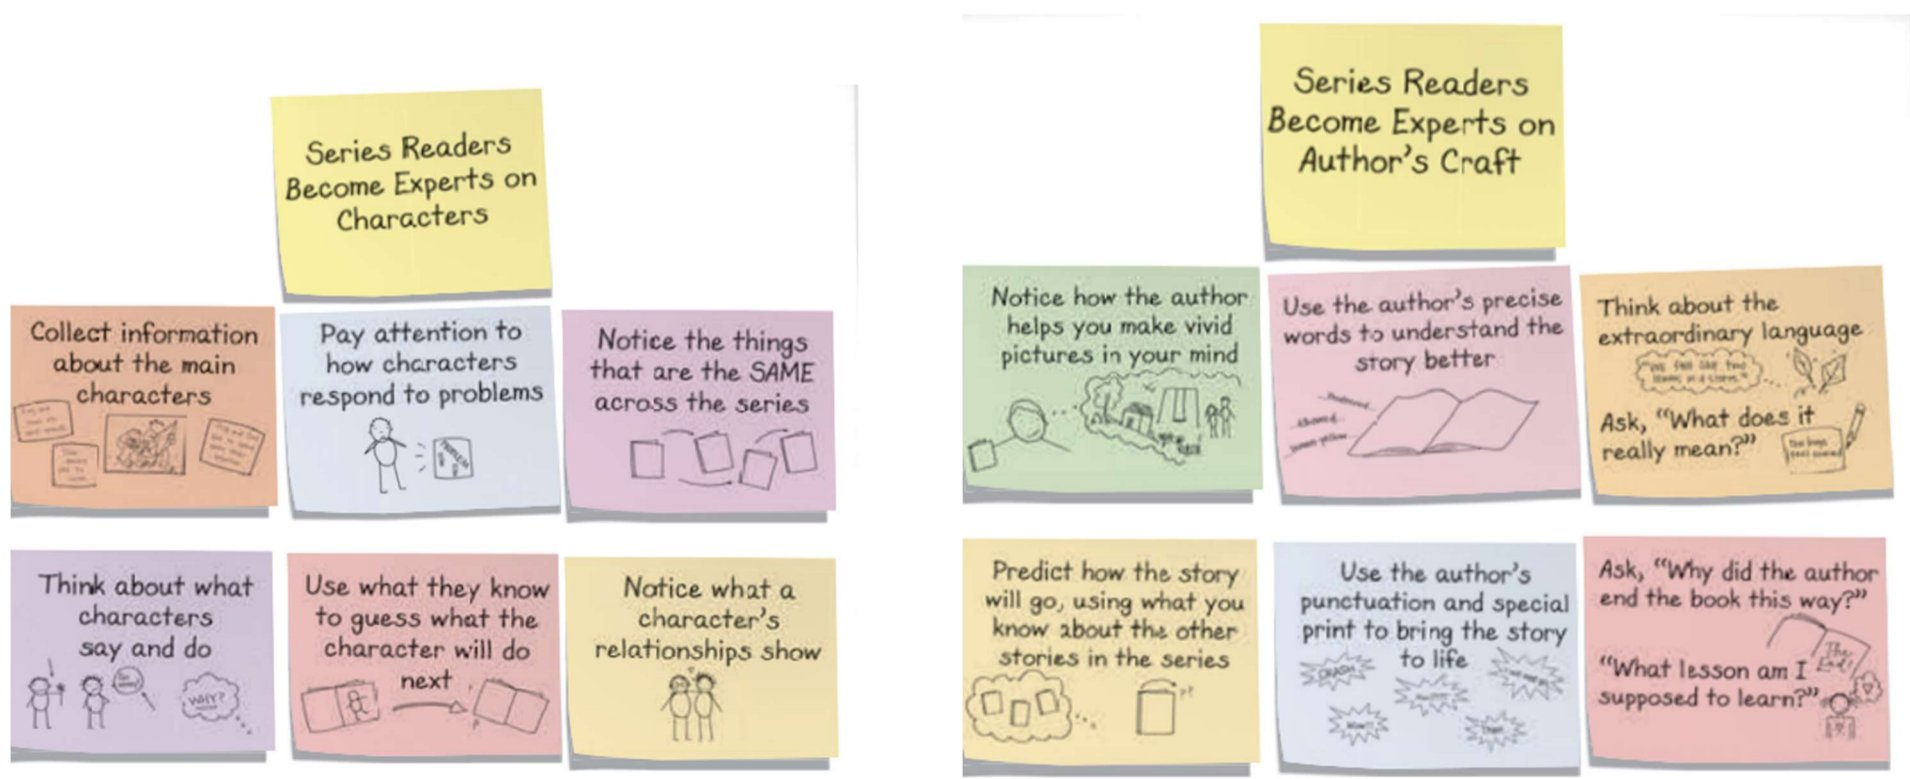 Series Readers
Become Experts on
Characters
Collect information
about the main
characters
Pay attention to
how characters
respond to problems
Notice the things
that are the SAME
across the series
Think about what
characters
say and do
WHY?
Use what they know
to guess what the
character will do
next
Notice what a
character's
relationships show
Series Readers
Become Experts on
Author's Craft
Notice how the author
helps you make vivid
pictures in your mind
Use the author's precise
words to understand the
story better
Think about the
extraordinary language
Ask, "What does it
really mean?"
Predict how the story
will go, using what you
know about the other
stories in the series
Use the author's
punctuation and special
print to bring the story
to life
CRASH!
Ask, "Why did the author
end the book this way?"
The
End!
"What lesson am I
supposed to learn?"